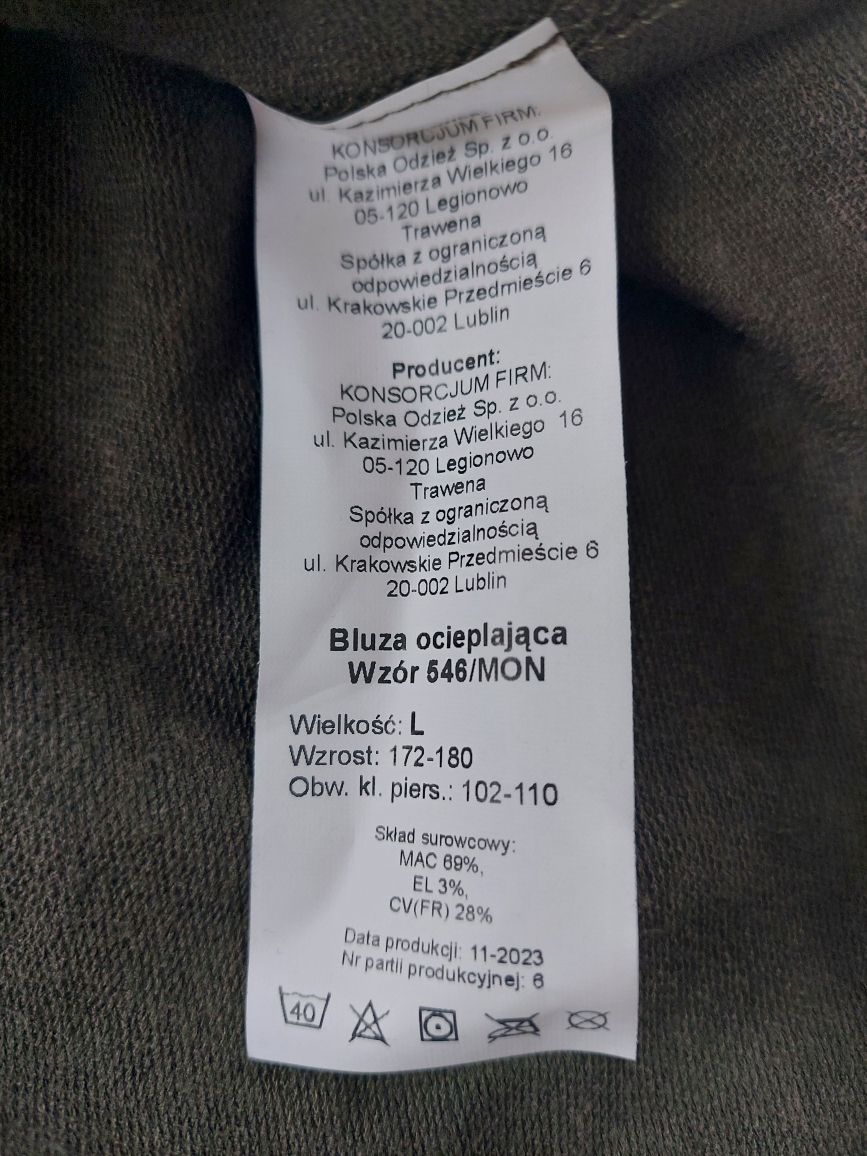 KONSORCJUM FIRM:
Polska Odzież Sp. z o.o.
ul. Kazimierza Wielkiego 16
05-120 Legionowo
Trawena
Spółka z ograniczoną
odpowiedzialnością
ul. Krakowskie Przedmieście 6
20-002 Lublin
Producent:
KONSORCJUM FIRM:
Polska Odzież Sp. z o.o.
ul. Kazimierza Wielkiego 16
05-120 Legionowo
Trawena
Spółka z ograniczoną
odpowiedzialnością
ul. Krakowskie Przedmieście 6
20-002 Lublin
Bluza ocieplająca
Wzór 546/MON
Wielkość: L
Wzrost: 172-180
Obw. kl. piers.: 102-110
Skład surowcowy:
MAC 69%,
EL 3%,
CV(FR) 28%
Data produkcji: 11-2023
Nr partii produkcyjnej: 6
40